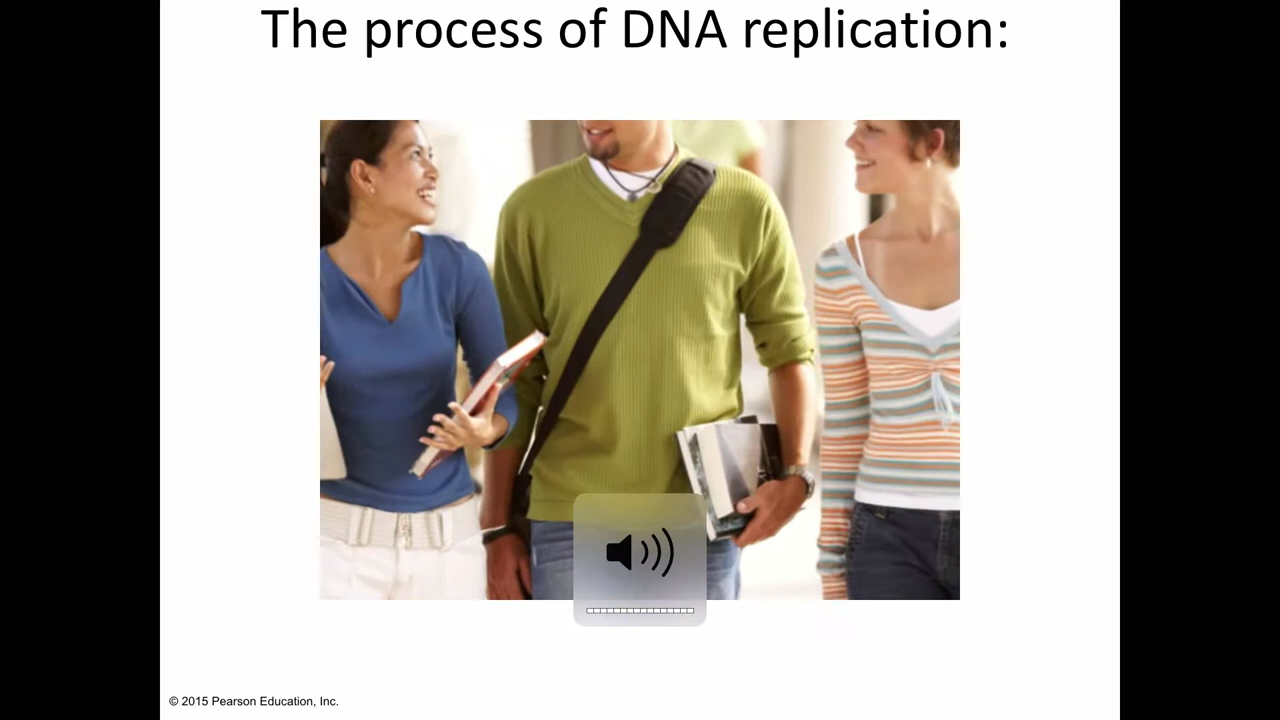 The process of DNA replication:
© 2015 Pearson Education, Inc.